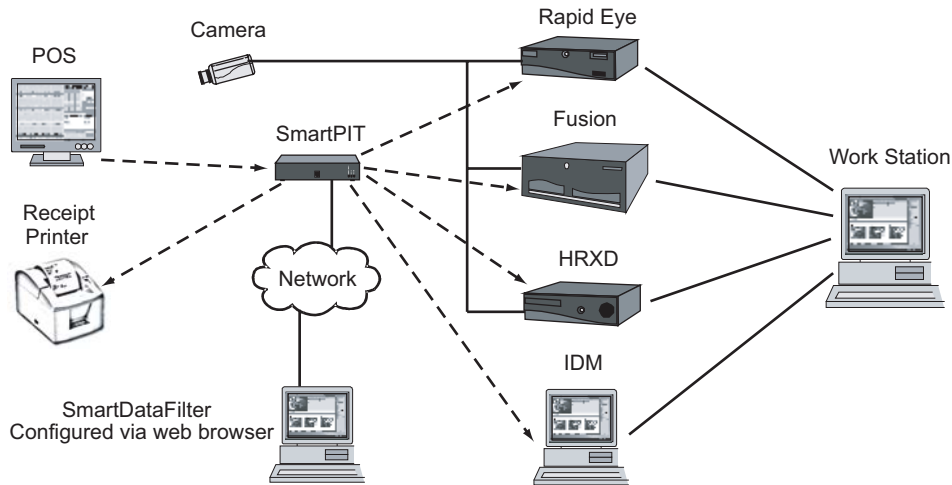 Rapid Eye
Camera
POS
Fusion
SmartPIT
Work Station
Receipt
Printer
HRXD
Network
IDM
SmartDataFilter
Configured via web browser